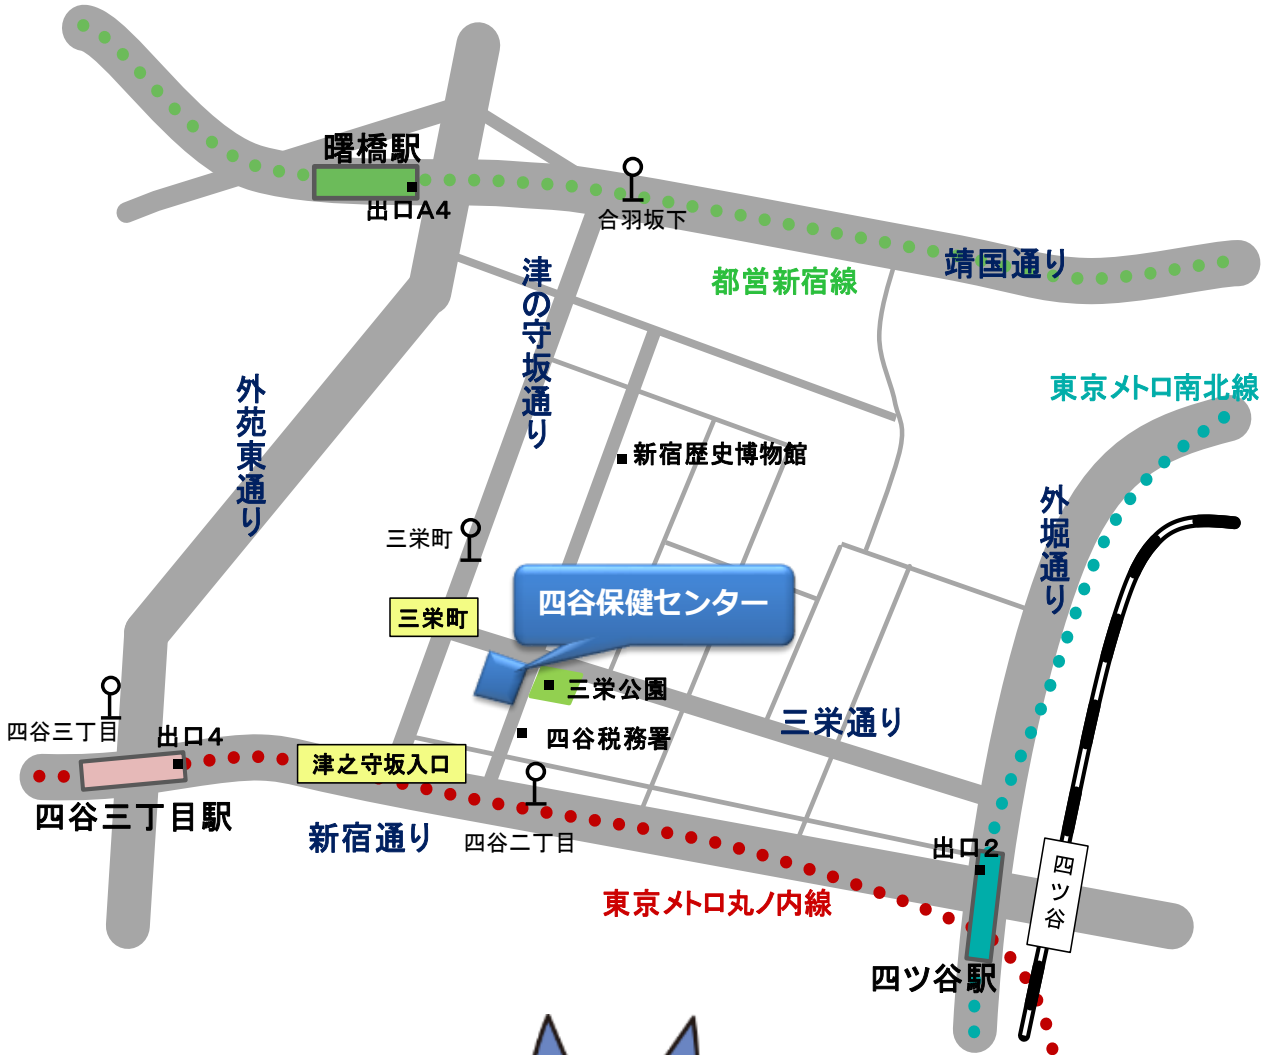 曙橋駅
出口A4
合羽坂下
靖国通り
都営新宿線
津の守坂通り
東京メトロ南北線
外苑東通り
新宿歴史博物館
外堀通り
三栄町
四谷保健センター
三栄町
三栄公園
四谷三丁目
三栄通り
出口4
四谷税務署
津之守坂入口
四谷三丁目駅
新宿通り
四谷二丁目
出口2
四ツ谷
東京メトロ丸ノ内線
四ツ谷駅